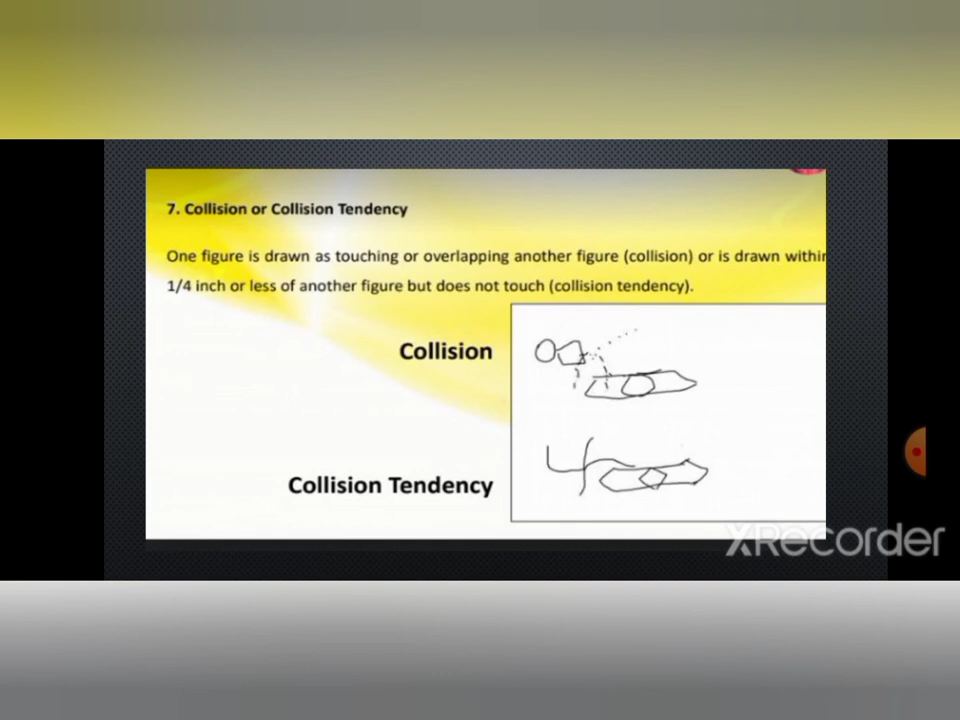 7. Collision or Collision Tendency
One figure is drawn as touching or overlapping another figure (collision) or is drawn within
1/4 inch or less of another figure but does not touch (collision tendency).
Collision
Collision Tendency
XRecorder